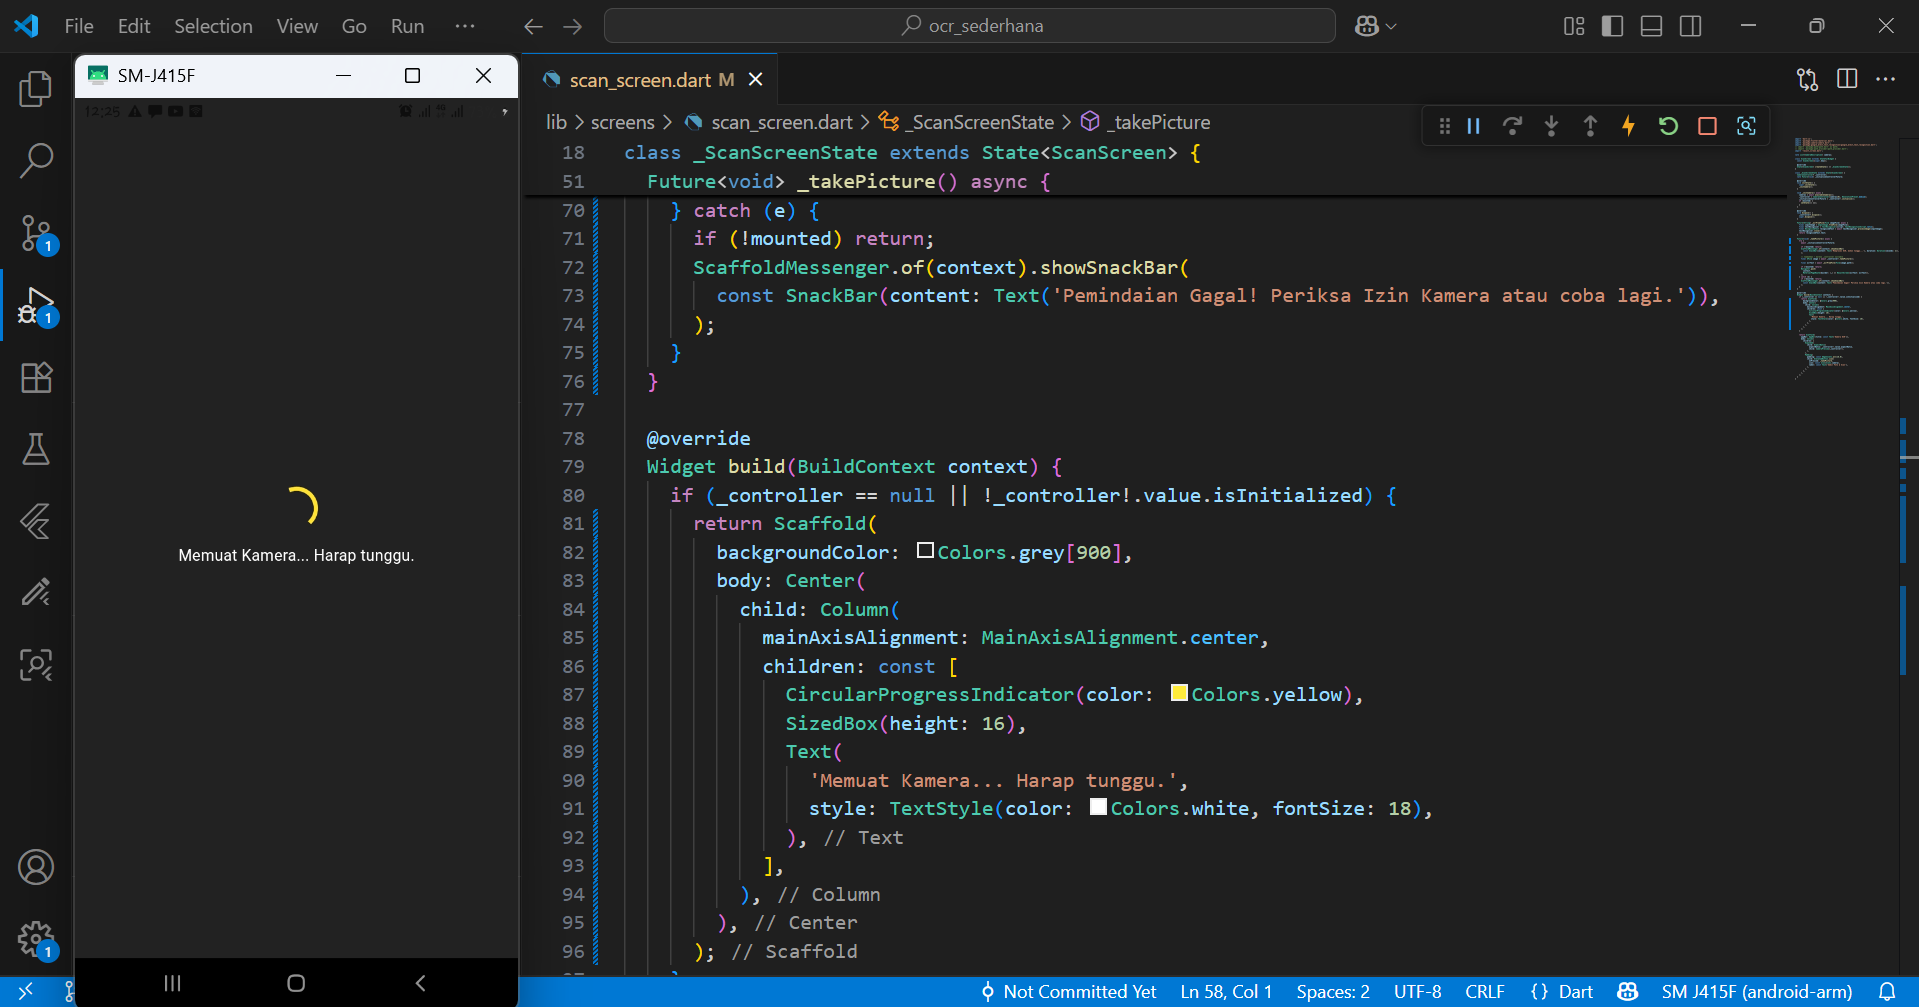 File Edit Selection View Go Run ··· ocr_sederhana
SM-J415F
12:25
Memuat Kamera... Harap tunggu.
scan_screen.dart M
lib > screens > scan_screen.dart > _ScanScreenState > _takePicture
18 class _ScanScreenState extends State<ScanScreen> {
51 Future<void> _takePicture() async {
70 } catch (e) {
71 if (!mounted) return;
72 ScaffoldMessenger.of(context).showSnackBar(
73 const SnackBar(content: Text('Pemindaian Gagal! Periksa Izin Kamera atau coba lagi.')),
74 );
75 }
76 }
77
78 @override
79 Widget build(BuildContext context) {
80 if (_controller == null || !_controller!.value.isInitialized) {
81 return Scaffold(
82 backgroundColor: Colors.grey[900],
83 body: Center(
84 child: Column(
85 mainAxisAlignment: MainAxisAlignment.center,
86 children: const [
87 CircularProgressIndicator(color: Colors.yellow),
88 SizedBox(height: 16),
89 Text(
90 'Memuat Kamera... Harap tunggu.',
91 style: TextStyle(color: Colors.white, fontSize: 18),
92 ), // Text
93 ],
94 ), // Column
95 ), // Center
96 ); // Scaffold
1
1
1
Not Committed Yet Ln 58, Col 1 Spaces: 2 UTF-8 CRLF {} Dart SM J415F (android-arm)